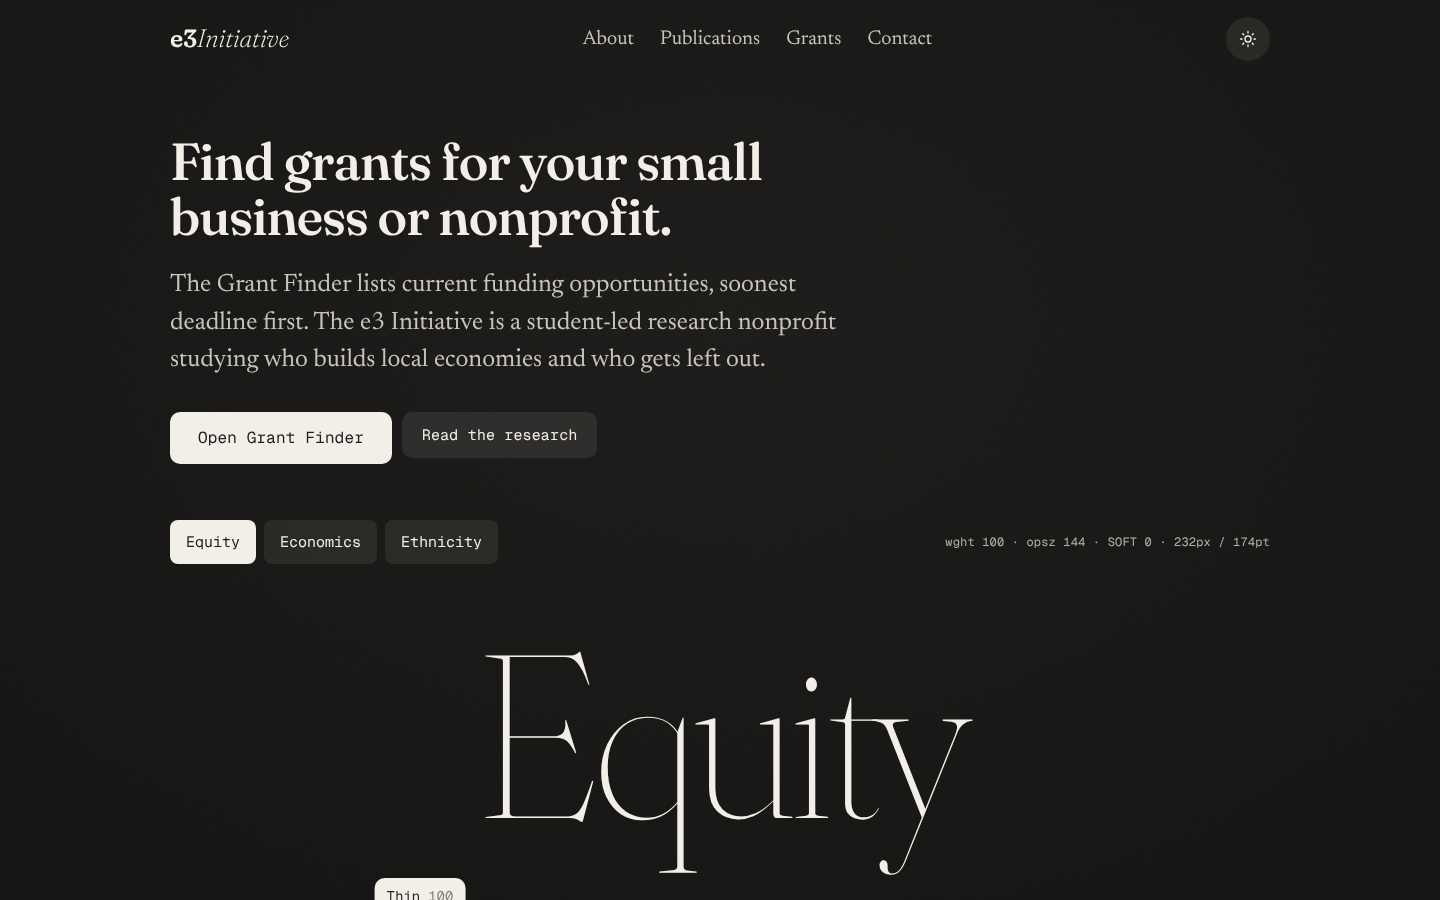 e3Initiative
About Publications Grants Contact
Find grants for your small
business or nonprofit.
The Grant Finder lists current funding opportunities, soonest
deadline first. The e3 Initiative is a student-led research nonprofit
studying who builds local economies and who gets left out.
Open Grant Finder Read the research
Equity Economics Ethnicity wght 100 · opsz 144 · SOFT 0 · 232px / 174pt
Equity
Thin 100